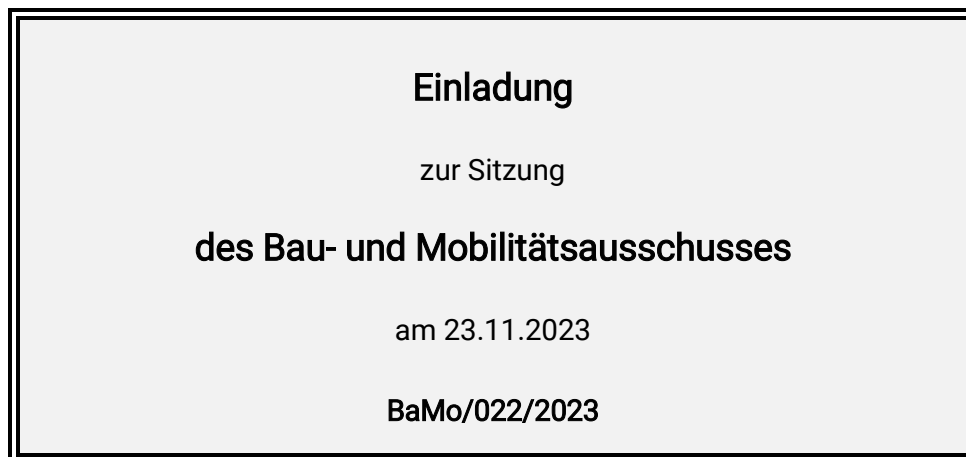 Einladung
zur Sitzung
des Bau- und Mobilitätsausschusses
am 23.11.2023
BaMo/022/2023